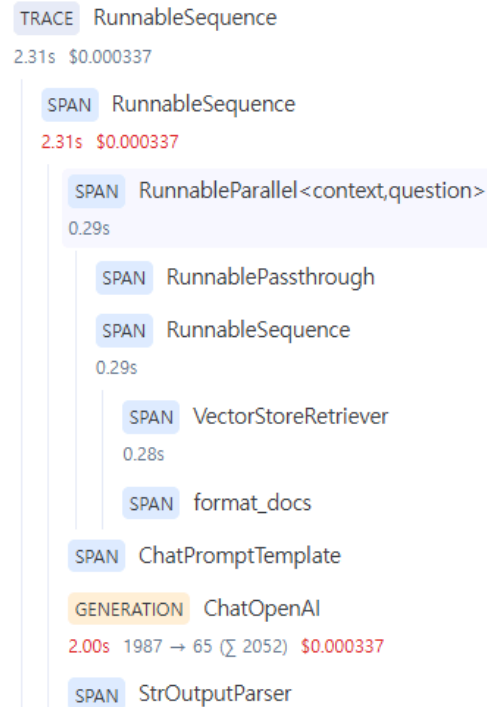 TRACE RunnableSequence
2.31s $0.000337
SPAN RunnableSequence
2.31s $0.000337
SPAN RunnableParallel<context,question>
0.29s
SPAN RunnablePassthrough
SPAN RunnableSequence
0.29s
SPAN VectorStoreRetriever
0.28s
SPAN format_docs
SPAN ChatPromptTemplate
GENERATION ChatOpenAI
2.00s 1987 → 65 (∑ 2052) $0.000337
SPAN StrOutputParser